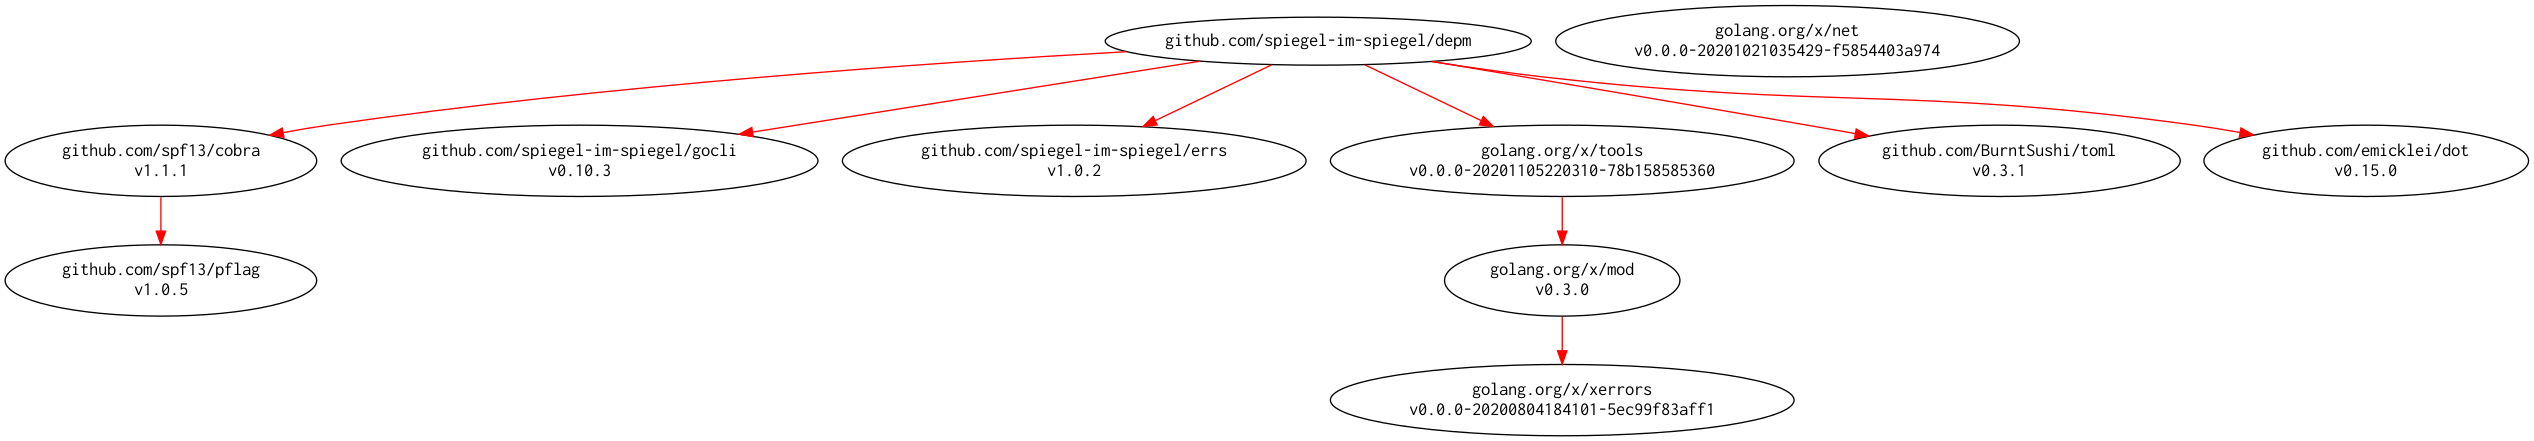 github.com/spiegel-im-spiegel/depm
golang.org/x/net
v0.0.0-20201021035429-f5854403a974
github.com/spf13/cobra
v1.1.1
github.com/spiegel-im-spiegel/gocli
v0.10.3
github.com/spiegel-im-spiegel/errs
v1.0.2
golang.org/x/tools
v0.0.0-20201105220310-78b158585360
github.com/BurntSushi/toml
v0.3.1
github.com/emicklei/dot
v0.15.0
github.com/spf13/pflag
v1.0.5
golang.org/x/mod
v0.3.0
golang.org/x/xerrors
v0.0.0-20200804184101-5ec99f83aff1